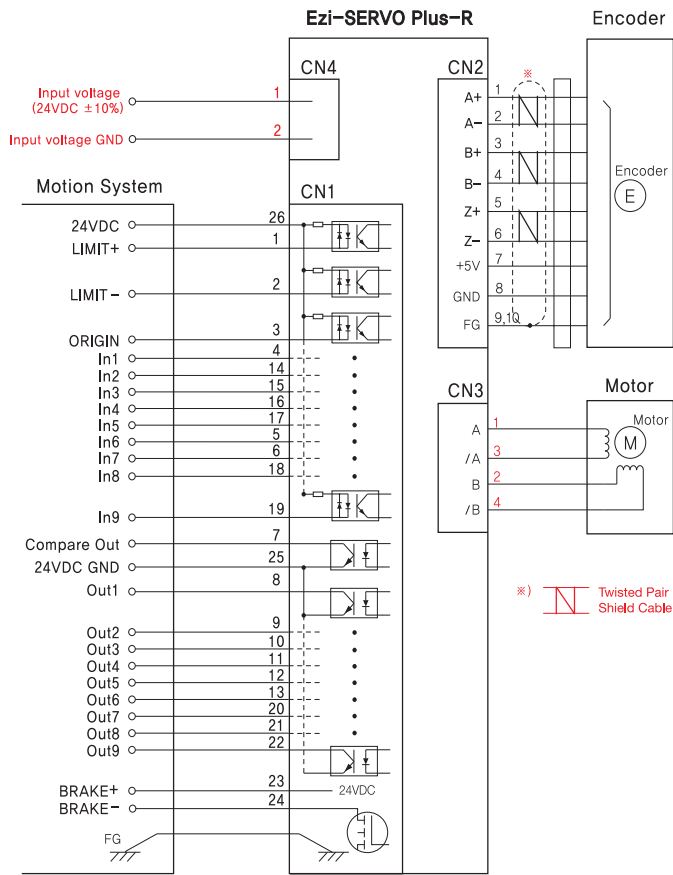 Ezi-SERVO Plus-R
Encoder
CN4
CN2
※
Input voltage
(24VDC ±10%)
1
Input voltage GND
2
A+ 1
A- 2
B+ 3
B- 4
Z+ 5
Z- 6
+5V 7
GND 8
FG 9,10
Encoder
E
Motion System
CN1
24VDC 26
LIMIT+ 1
LIMIT- 2
ORIGIN 3
In1 4
In2 14
In3 15
In4 16
In5 17
In6 5
In7 6
In8 18
In9 19
Compare Out 7
24VDC GND 25
Out1 8
Out2 9
Out3 10
Out4 11
Out5 12
Out6 13
Out7 20
Out8 21
Out9 22
BRAKE+ 23
24VDC
BRAKE- 24
FG
CN3
Motor
A 1
/A 3
B 2
/B 4
Motor
M
※)
Twisted Pair
Shield Cable